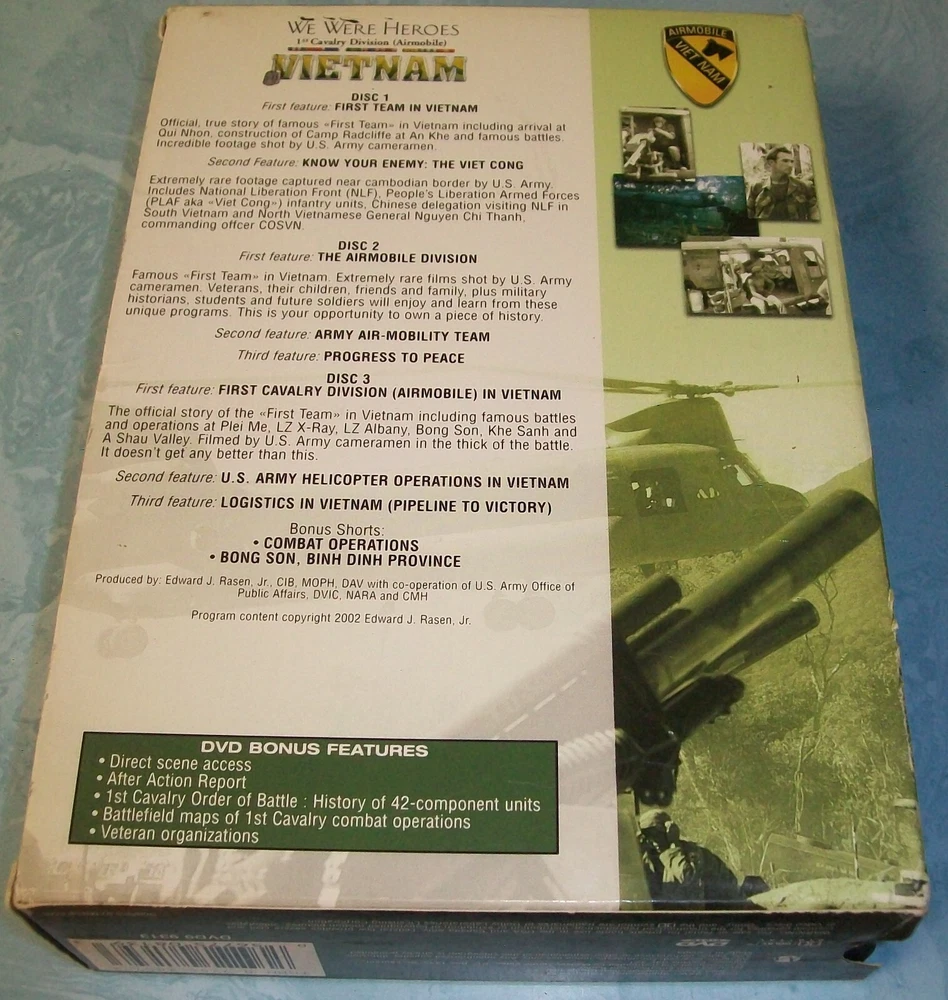 WE WERE HEROES
1st Cavalry Division (Airmobile)
VIETNAM
DISC 1
First feature: FIRST TEAM IN VIETNAM
Official, true story of famous «First Team» in Vietnam including arrival at
Qui Nhon, construction of Camp Radcliffe at An Khe and famous battles.
Incredible footage shot by U.S. Army cameramen.
Second Feature: KNOW YOUR ENEMY: THE VIET CONG
Extremely rare footage captured near cambodian border by U.S. Army.
Includes National Liberation Front (NLF), People's Liberation Armed Forces
(PLAF aka «Viet Cong») infantry units, Chinese delegation visiting NLF in
South Vietnam and North Vietnamese General Nguyen Chi Thanh,
commanding offcer COSVN.
DISC 2
First feature: THE AIRMOBILE DIVISION
Famous «First Team» in Vietnam. Extremely rare films shot by U.S. Army
cameramen. Veterans, their children, friends and family, plus military
historians, students and future soldiers will enjoy and learn from these
unique programs. This is your opportunity to own a piece of history.
Second feature: ARMY AIR-MOBILITY TEAM
Third feature: PROGRESS TO PEACE
DISC 3
First feature: FIRST CAVALRY DIVISION (AIRMOBILE) IN VIETNAM
The official story of the «First Team» in Vietnam including famous battles
and operations at Plei Me, LZ X-Ray, LZ Albany, Bong Son, Khe Sanh and
A Shau Valley. Filmed by U.S. Army cameramen in the thick of the battle.
It doesn't get any better than this.
Second feature: U.S. ARMY HELICOPTER OPERATIONS IN VIETNAM
Third feature: LOGISTICS IN VIETNAM (PIPELINE TO VICTORY)
Bonus Shorts:
• COMBAT OPERATIONS
• BONG SON, BINH DINH PROVINCE
Produced by: Edward J. Rasen, Jr., CIB, MOPH, DAV with co-operation of U.S. Army Office of
Public Affairs, DVIC, NARA and CMH
Program content copyright 2002 Edward J. Rasen, Jr.
DVD BONUS FEATURES
• Direct scene access
• After Action Report
• 1st Cavalry Order of Battle : History of 42-component units
• Battlefield maps of 1st Cavalry combat operations
• Veteran organizations
AIRMOBILE
VIET NAM